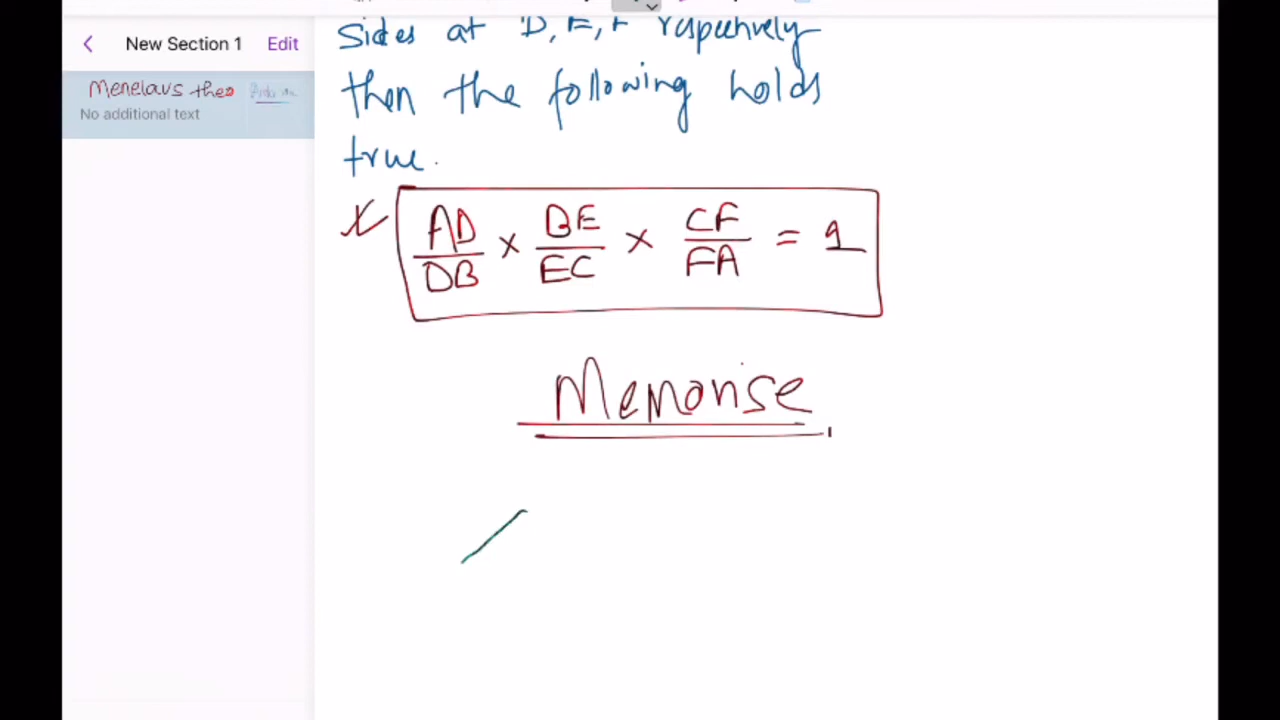 New Section 1 Edit
Menelaus theo
No additional text
Sides at D, E, F respectively
then the following holds
true.
AD/DB × BE/EC × CF/FA = 1
Memorise